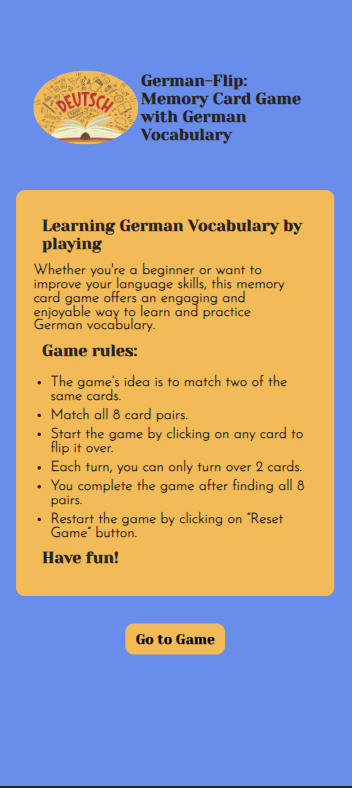 DEUTSCH
German-Flip:
Memory Card Game
with German
Vocabulary
Learning German Vocabulary by
playing
Whether you're a beginner or want to
improve your language skills, this memory
card game offers an engaging and
enjoyable way to learn and practice
German vocabulary.
Game rules:
• The game's idea is to match two of the
same cards.
• Match all 8 card pairs.
• Start the game by clicking on any card to
flip it over.
• Each turn, you can only turn over 2 cards.
• You complete the game after finding all 8
pairs.
• Restart the game by clicking on "Reset
Game" button.
Have fun!
Go to Game